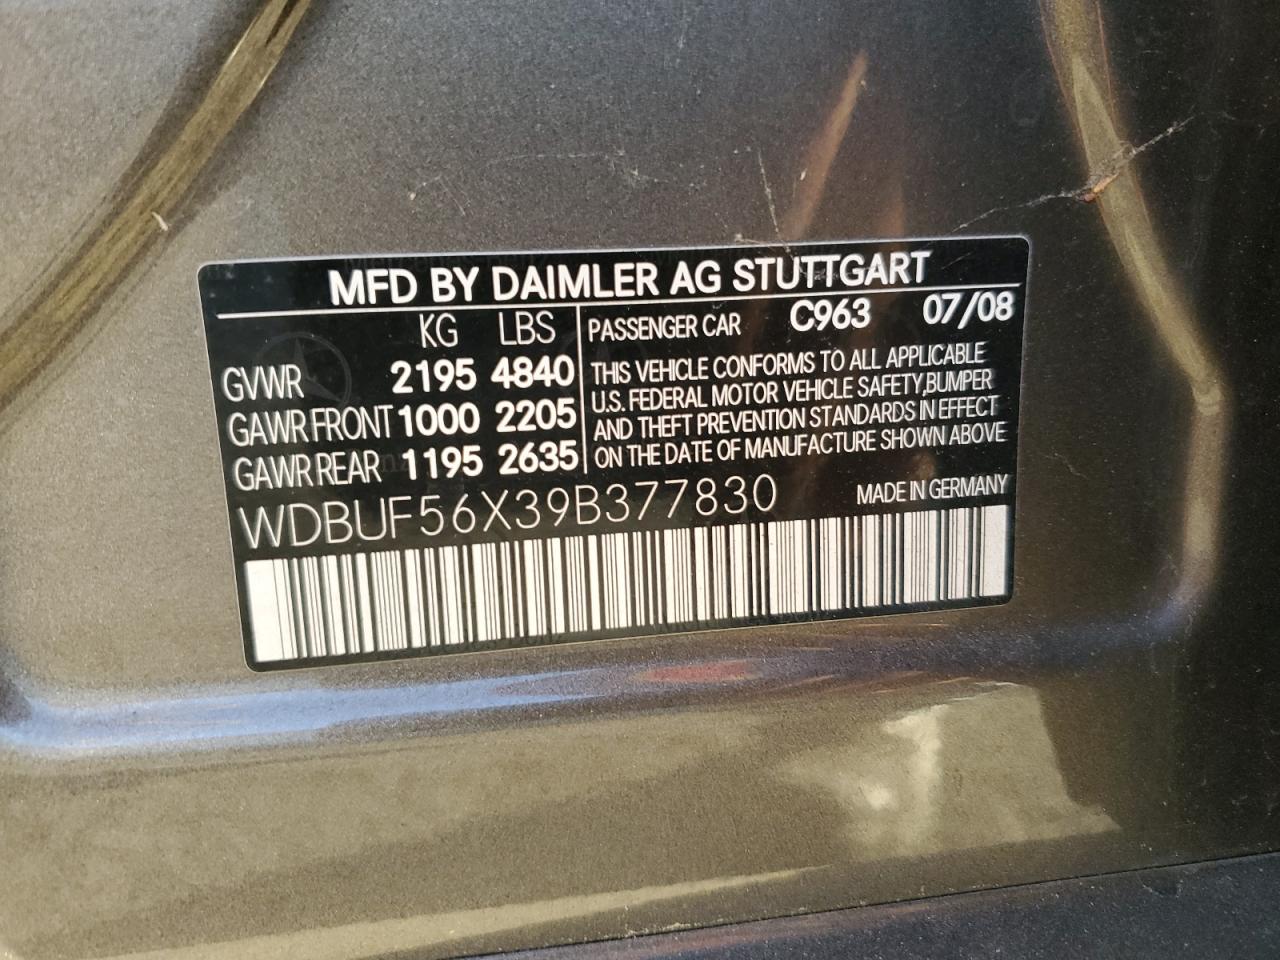 MFD BY DAIMLER AG STUTTGART
KG LBS
GVWR 2195 4840
GAWR FRONT 1000 2205
GAWR REAR 1195 2635
PASSENGER CAR C963 07/08
THIS VEHICLE CONFORMS TO ALL APPLICABLE
U.S. FEDERAL MOTOR VEHICLE SAFETY,BUMPER
AND THEFT PREVENTION STANDARDS IN EFFECT
ON THE DATE OF MANUFACTURE SHOWN ABOVE
WDBUF56X39B377830
MADE IN GERMANY